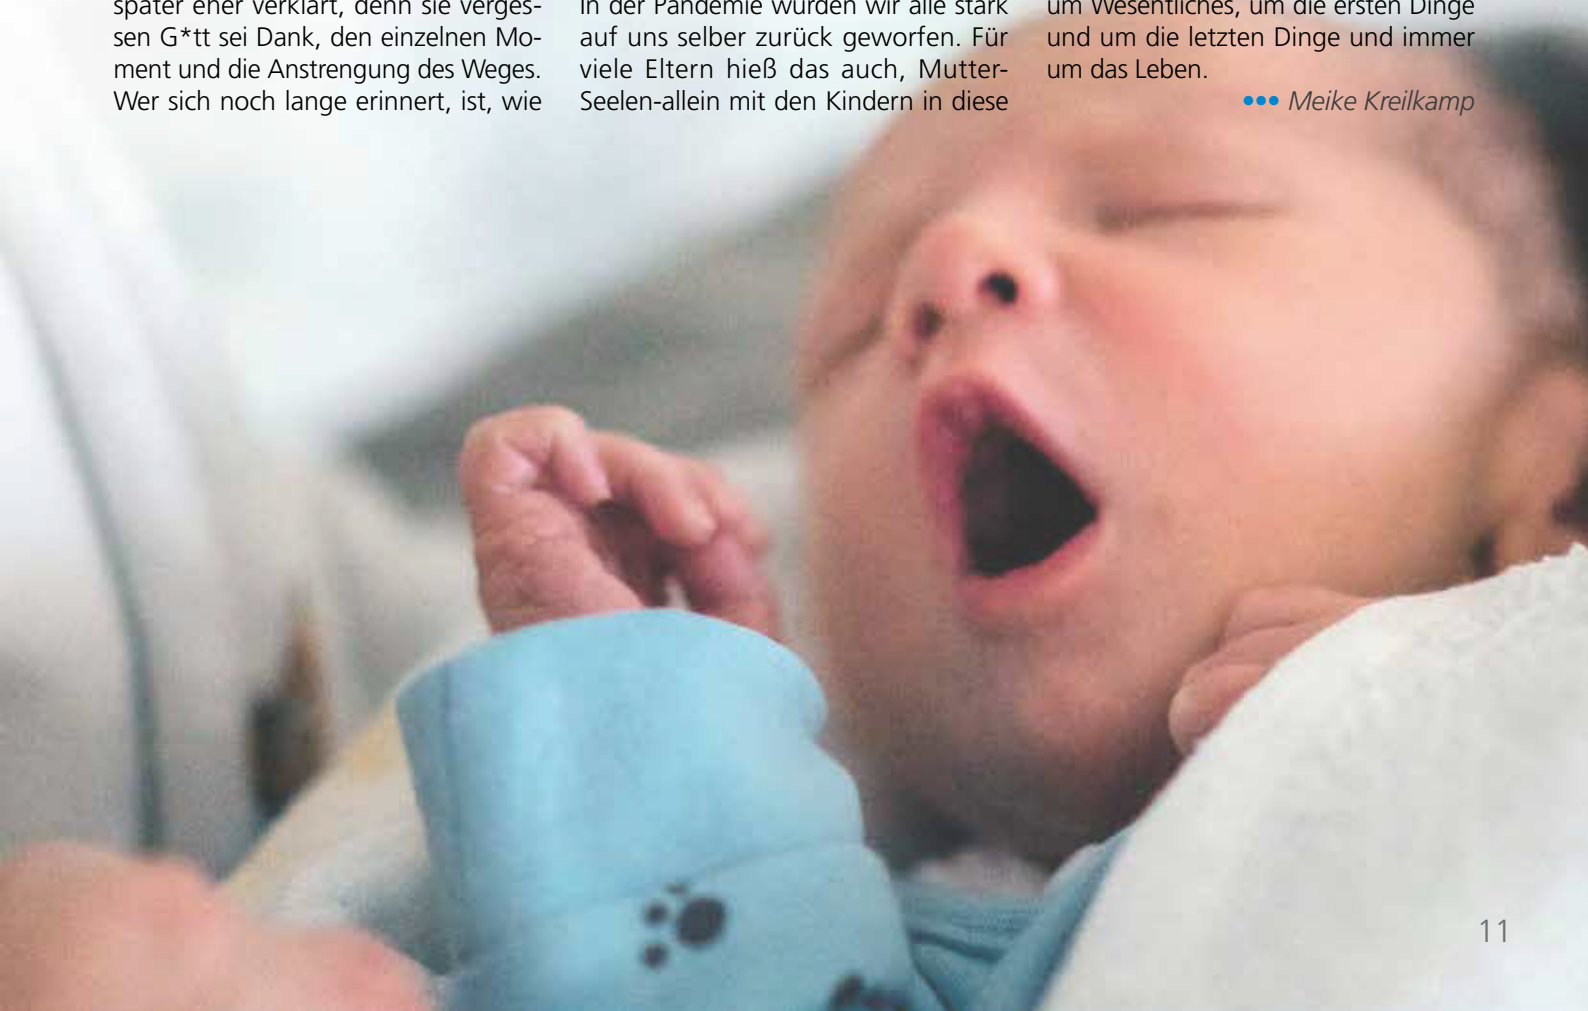 später eher verklärt, denn sie verges-
sen G*tt sei Dank, den einzelnen Mo-
ment und die Anstrengung des Weges.
Wer sich noch lange erinnert, ist, wie
In der Pandemie wurden wir alle stark
auf uns selber zurück geworfen. Für
viele Eltern hieß das auch, Mutter-
Seelen-allein mit den Kindern in diese
um Wesentliches, um die ersten Dinge
und um die letzten Dinge und immer
um das Leben.
••• Meike Kreilkamp
11